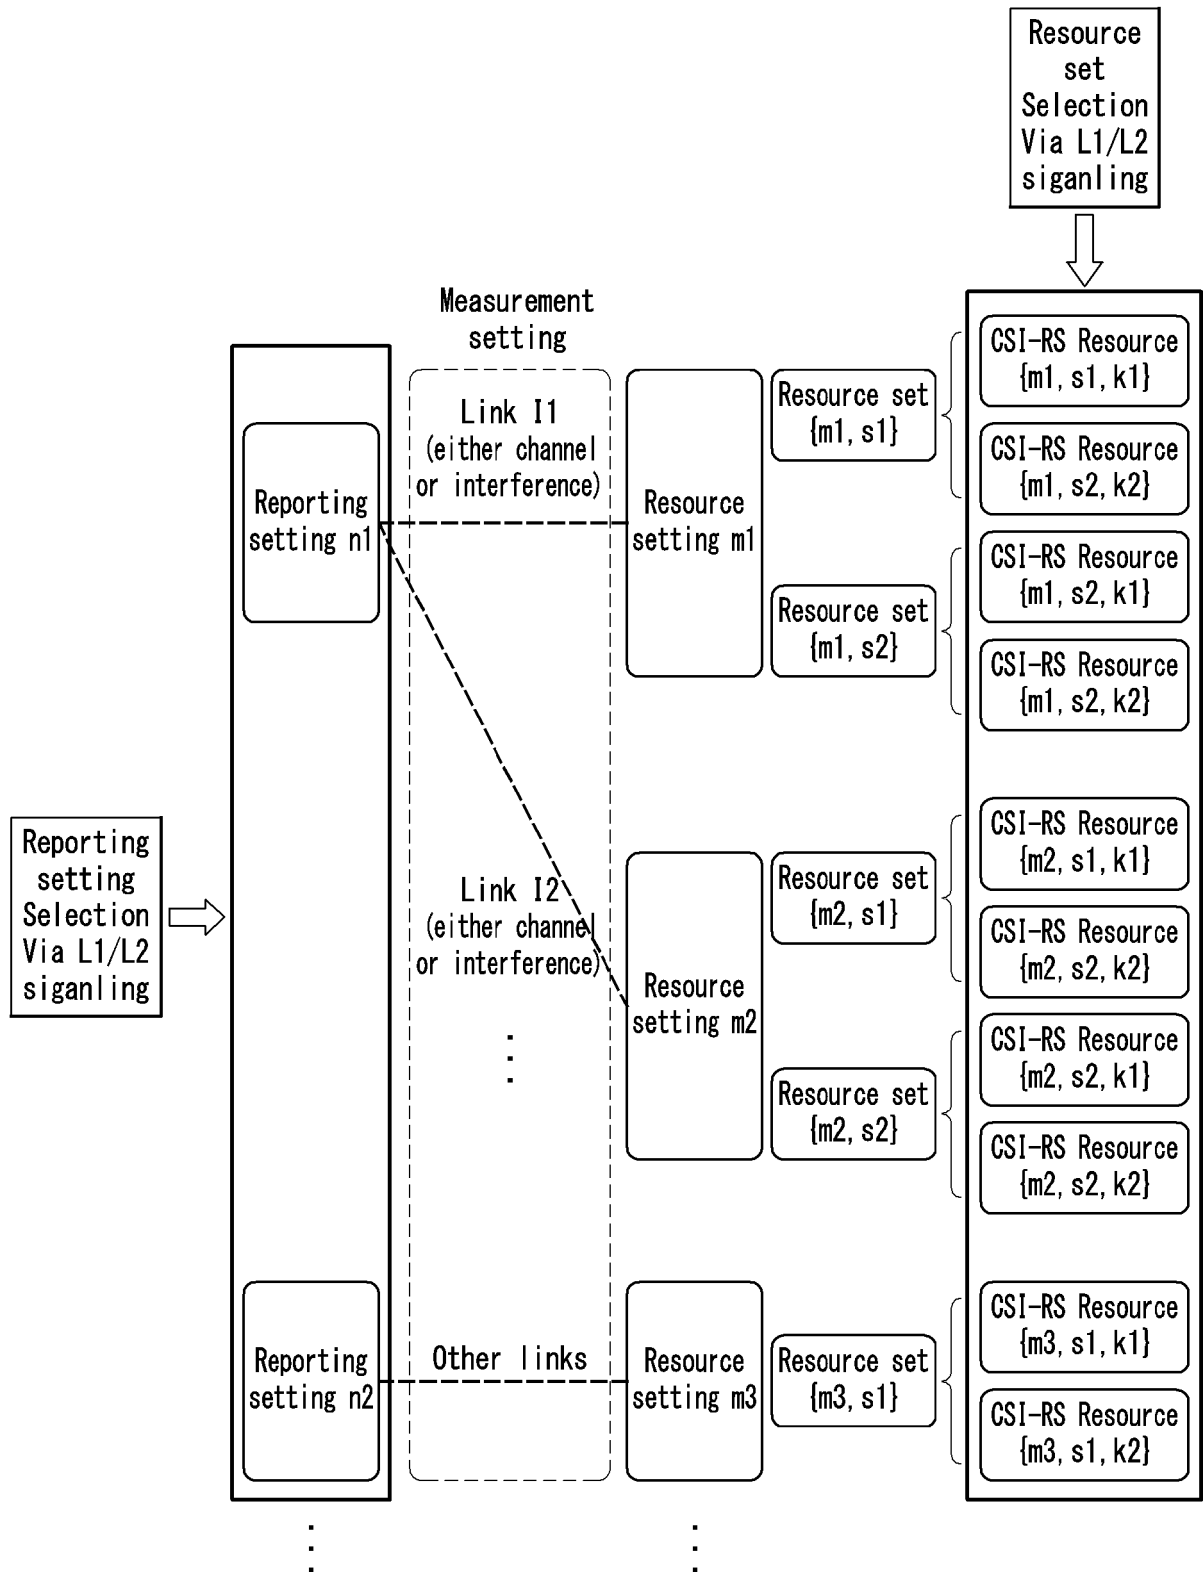 Resource
set
Selection
Via L1/L2
siganling
Measurement
setting
Link I1
(either channel
or interference)
Reporting
setting n1
Resource
setting m1
Resource set
{m1, s1}
CSI-RS Resource
{m1, s1, k1}
CSI-RS Resource
{m1, s2, k2}
Resource set
{m1, s2}
CSI-RS Resource
{m1, s2, k1}
CSI-RS Resource
{m1, s2, k2}
Reporting
setting
Selection
Via L1/L2
siganling
Link I2
(either channel
or interference)
Resource
setting m2
Resource set
{m2, s1}
CSI-RS Resource
{m2, s1, k1}
CSI-RS Resource
{m2, s2, k2}
Resource set
{m2, s2}
CSI-RS Resource
{m2, s2, k1}
CSI-RS Resource
{m2, s2, k2}
Reporting
setting n2
Other links
Resource
setting m3
Resource set
{m3, s1}
CSI-RS Resource
{m3, s1, k1}
CSI-RS Resource
{m3, s1, k2}